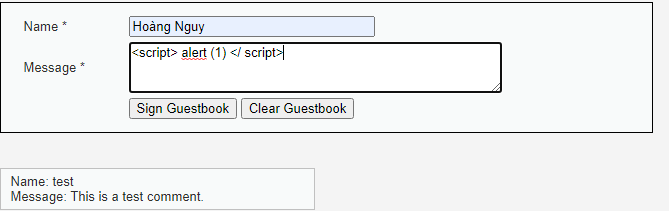 Name *
Hoàng Nguy
Message *
<script> alert (1) </ script>
Sign Guestbook
Clear Guestbook
Name: test
Message: This is a test comment.